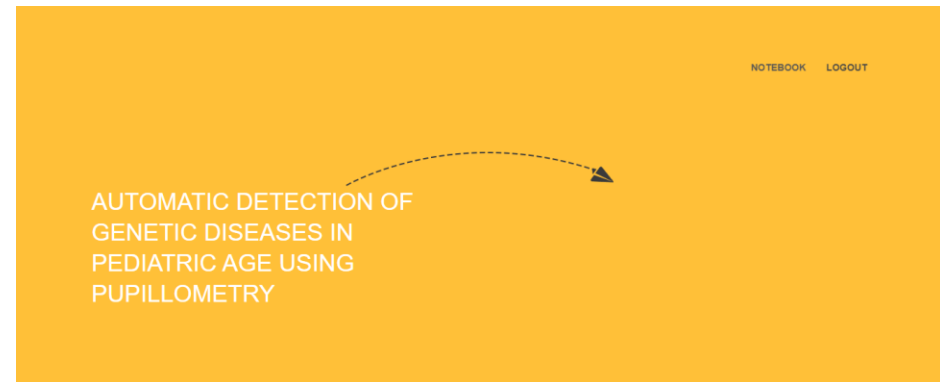 NOTEBOOK LOGOUT
AUTOMATIC DETECTION OF
GENETIC DISEASES IN
PEDIATRIC AGE USING
PUPILLOMETRY